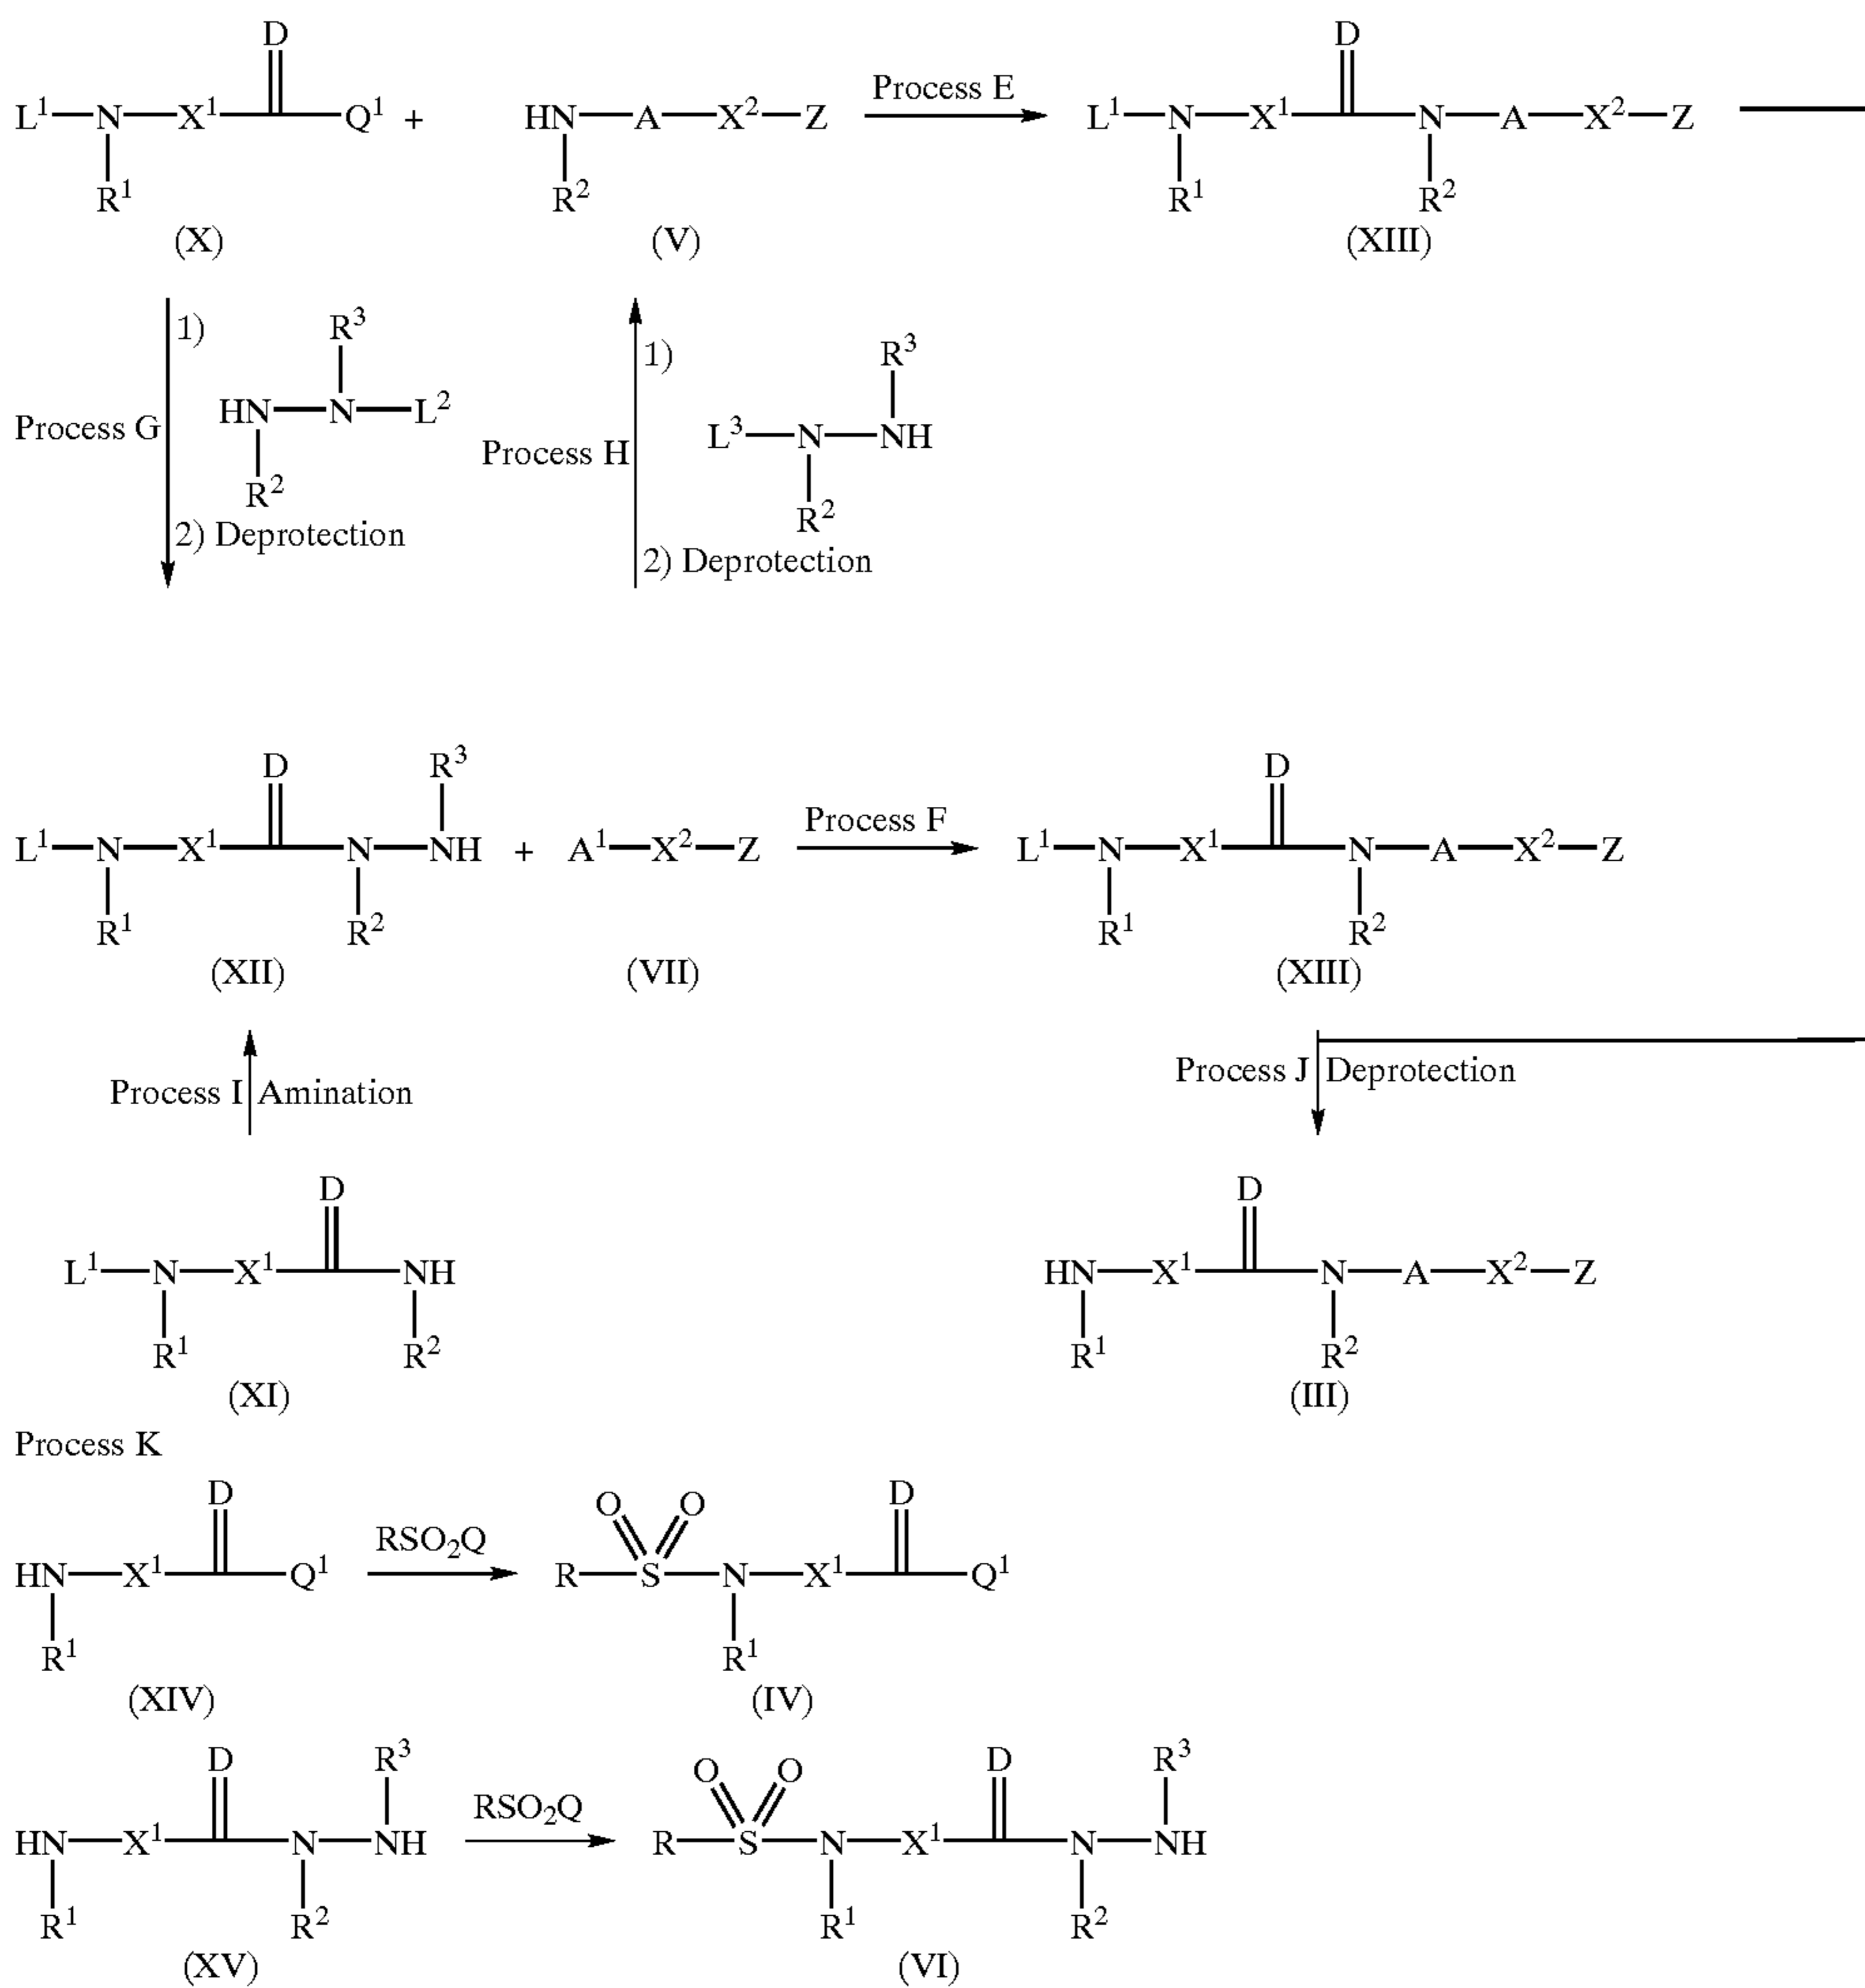 D D
L¹—N—X¹—Q¹ + HN—A—X²—Z Process E L¹—N—X¹—N—A—X²—Z
R¹ R² R¹ R²
(X) (V) (XIII)
1) R³ 1) R³
Process G HN—N—L² Process H L³—N—NH
R² R²
2) Deprotection 2) Deprotection
D R³ D
L¹—N—X¹—N—NH + A¹—X²—Z Process F L¹—N—X¹—N—A—X²—Z
R¹ R² R¹ R²
(XII) (VII) (XIII)
Process I Amination Process J Deprotection
D D
L¹—N—X¹—NH HN—X¹—N—A—X²—Z
R¹ R² R¹ R²
(XI) (III)
Process K
D O O D
HN—X¹—Q¹ RSO₂Q R—S—N—X¹—Q¹
R¹ R¹
(XIV) (IV)
D R³ O O D R³
HN—X¹—N—NH RSO₂Q R—S—N—X¹—N—NH
R¹ R² R¹ R²
(XV) (VI)